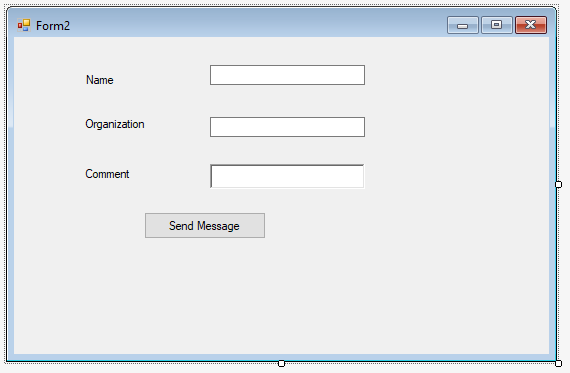 Form2
Name
Organization
Comment
Send Message